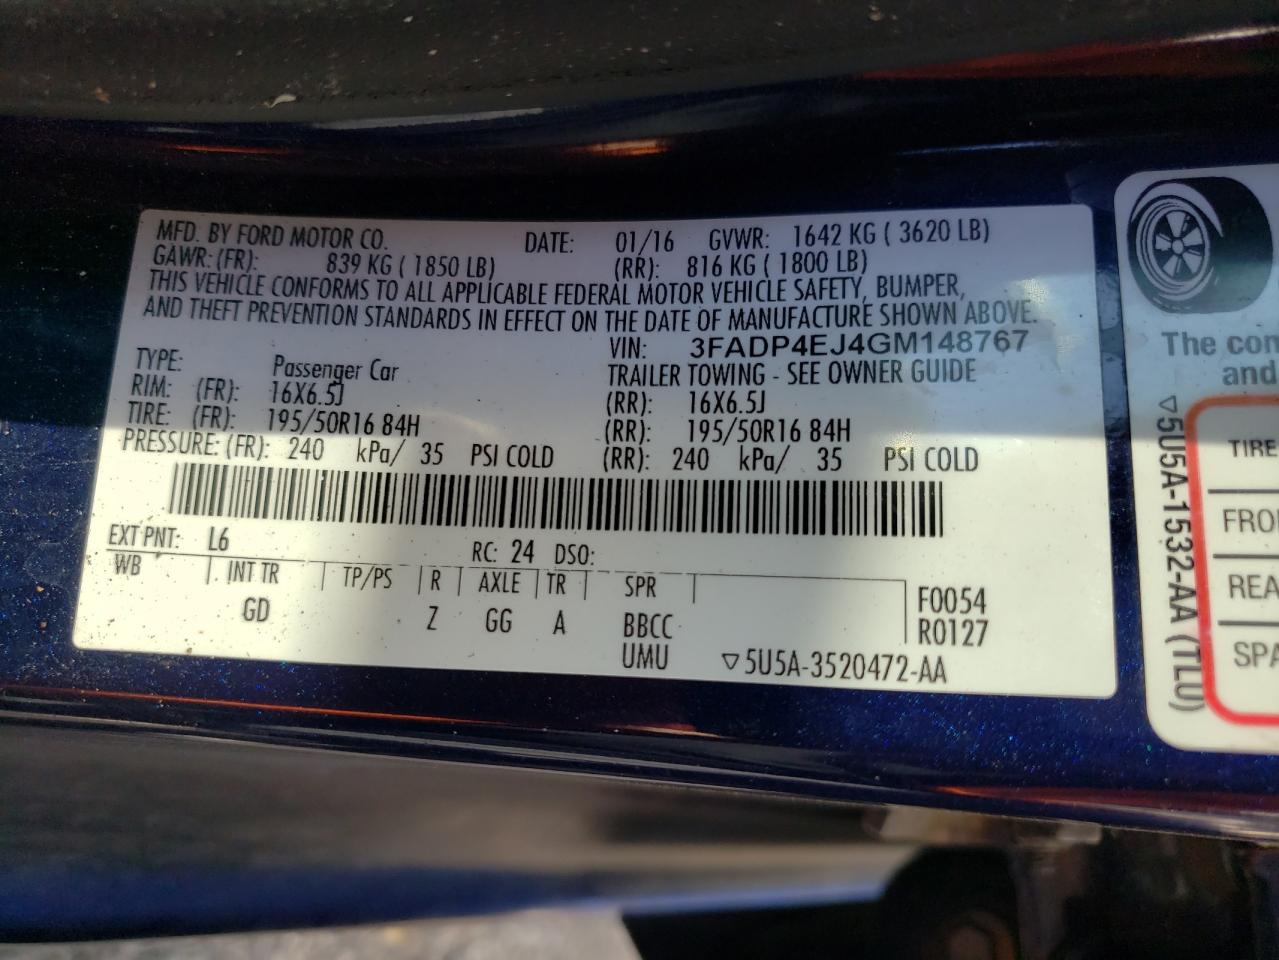 MFD. BY FORD MOTOR CO. DATE: 01/16 GVWR: 1642 KG ( 3620 LB)
GAWR: (FR): 839 KG ( 1850 LB) (RR): 816 KG ( 1800 LB)
THIS VEHICLE CONFORMS TO ALL APPLICABLE FEDERAL MOTOR VEHICLE SAFETY, BUMPER,
AND THEFT PREVENTION STANDARDS IN EFFECT ON THE DATE OF MANUFACTURE SHOWN ABOVE.
VIN: 3FADP4EJ4GM148767
TYPE: Passenger Car TRAILER TOWING - SEE OWNER GUIDE
RIM: (FR): 16X6.5J (RR): 16X6.5J
TIRE: (FR): 195/50R16 84H (RR): 195/50R16 84H
PRESSURE: (FR): 240 kPa/ 35 PSI COLD (RR): 240 kPa/ 35 PSI COLD
EXT PNT: L6 RC: 24 DSO:
WB INT TR TP/PS R AXLE TR SPR
GD Z GG A BBCC
UMU
F0054
R0127
▽5U5A-3520472-AA
The con
and
▽5U5A-1532-AA (TLU)
TIRE
FRO
REA
SPA